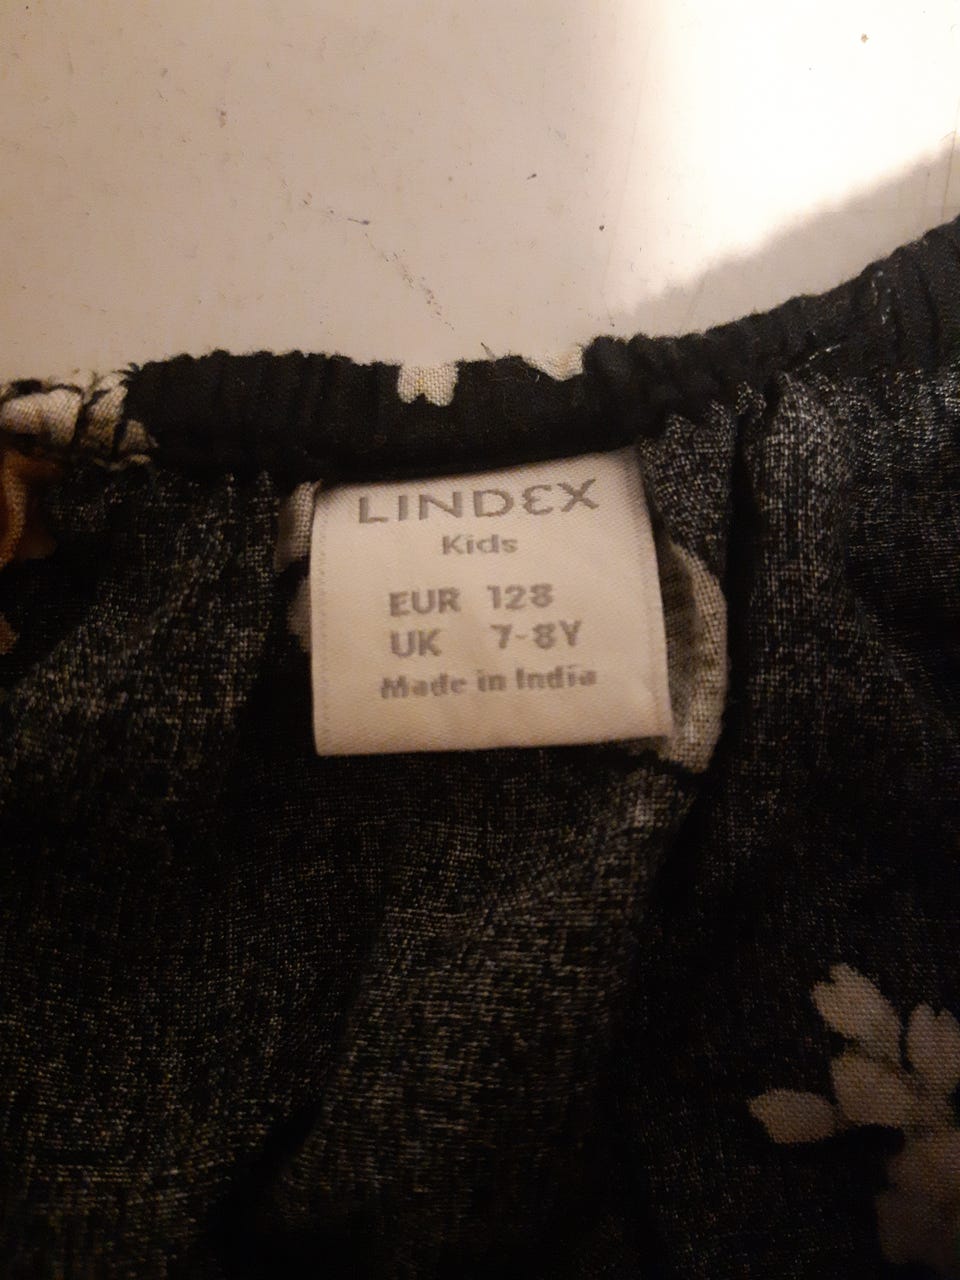 LINDEX
Kids
EUR 128
UK 7-8Y
Made in India